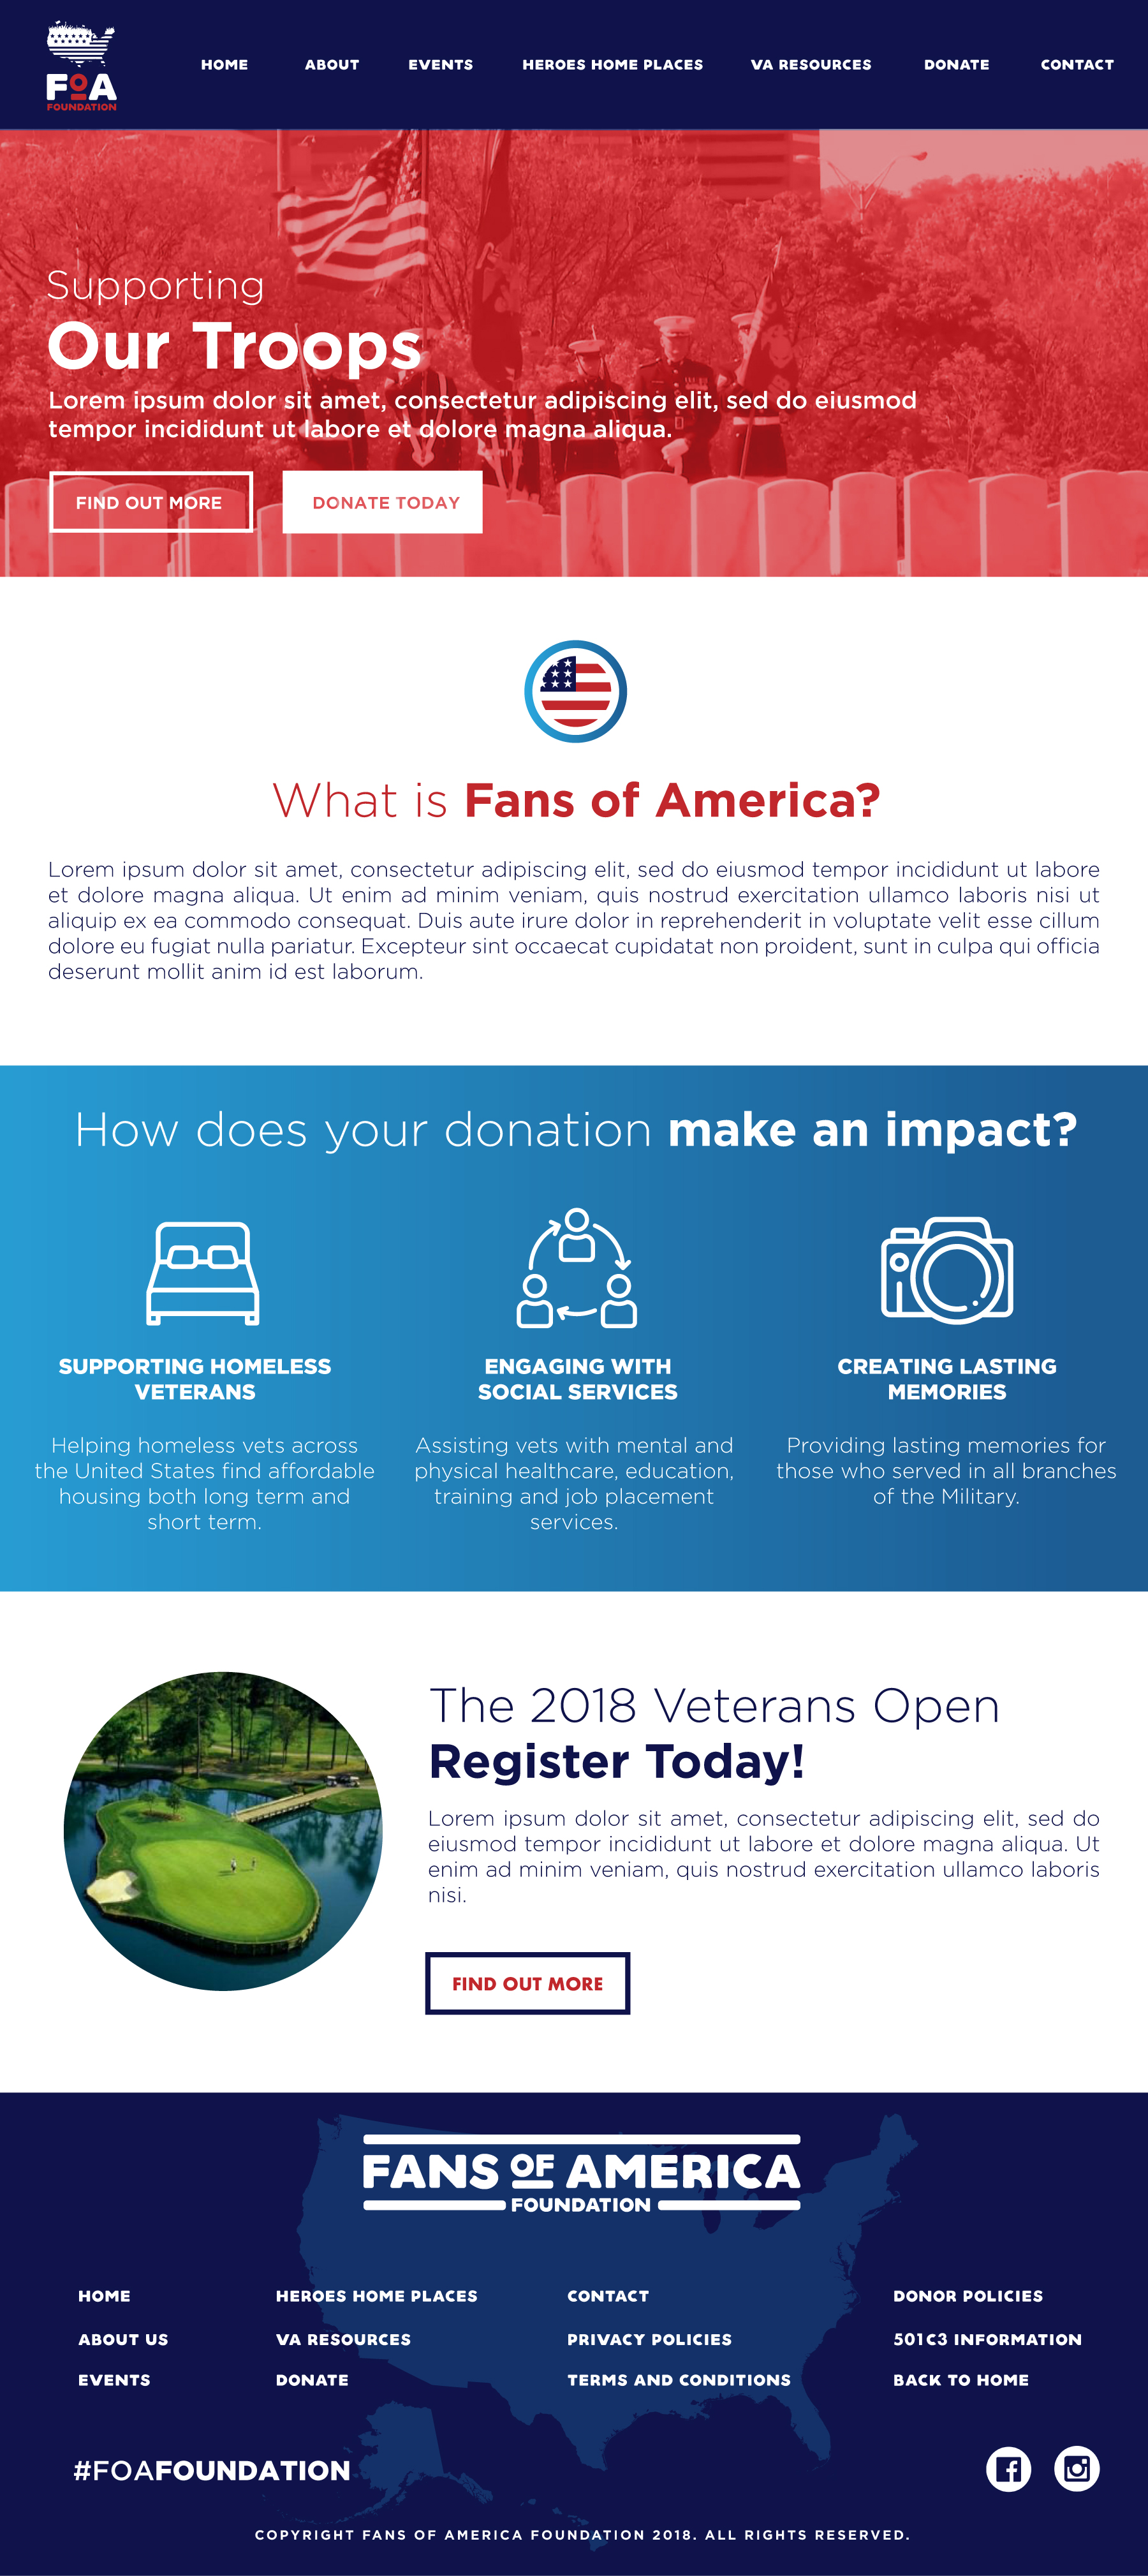 FOA
FOUNDATION
HOME ABOUT EVENTS HEROES HOME PLACES VA RESOURCES DONATE CONTACT
Supporting
Our Troops
Lorem ipsum dolor sit amet, consectetur adipiscing elit, sed do eiusmod
tempor incididunt ut labore et dolore magna aliqua.
FIND OUT MORE DONATE TODAY
What is Fans of America?
Lorem ipsum dolor sit amet, consectetur adipiscing elit, sed do eiusmod tempor incididunt ut labore
et dolore magna aliqua. Ut enim ad minim veniam, quis nostrud exercitation ullamco laboris nisi ut
aliquip ex ea commodo consequat. Duis aute irure dolor in reprehenderit in voluptate velit esse cillum
dolore eu fugiat nulla pariatur. Excepteur sint occaecat cupidatat non proident, sunt in culpa qui officia
deserunt mollit anim id est laborum.
How does your donation make an impact?
SUPPORTING HOMELESS
VETERANS
Helping homeless vets across
the United States find affordable
housing both long term and
short term.
ENGAGING WITH
SOCIAL SERVICES
Assisting vets with mental and
physical healthcare, education,
training and job placement
services.
CREATING LASTING
MEMORIES
Providing lasting memories for
those who served in all branches
of the Military.
The 2018 Veterans Open
Register Today!
Lorem ipsum dolor sit amet, consectetur adipiscing elit, sed do
eiusmod tempor incididunt ut labore et dolore magna aliqua. Ut
enim ad minim veniam, quis nostrud exercitation ullamco laboris
nisi.
FIND OUT MORE
FANS OF AMERICA
FOUNDATION
HOME HEROES HOME PLACES CONTACT DONOR POLICIES
ABOUT US VA RESOURCES PRIVACY POLICIES 501C3 INFORMATION
EVENTS DONATE TERMS AND CONDITIONS BACK TO HOME
#FOAFOUNDATION
COPYRIGHT FANS OF AMERICA FOUNDATION 2018. ALL RIGHTS RESERVED.